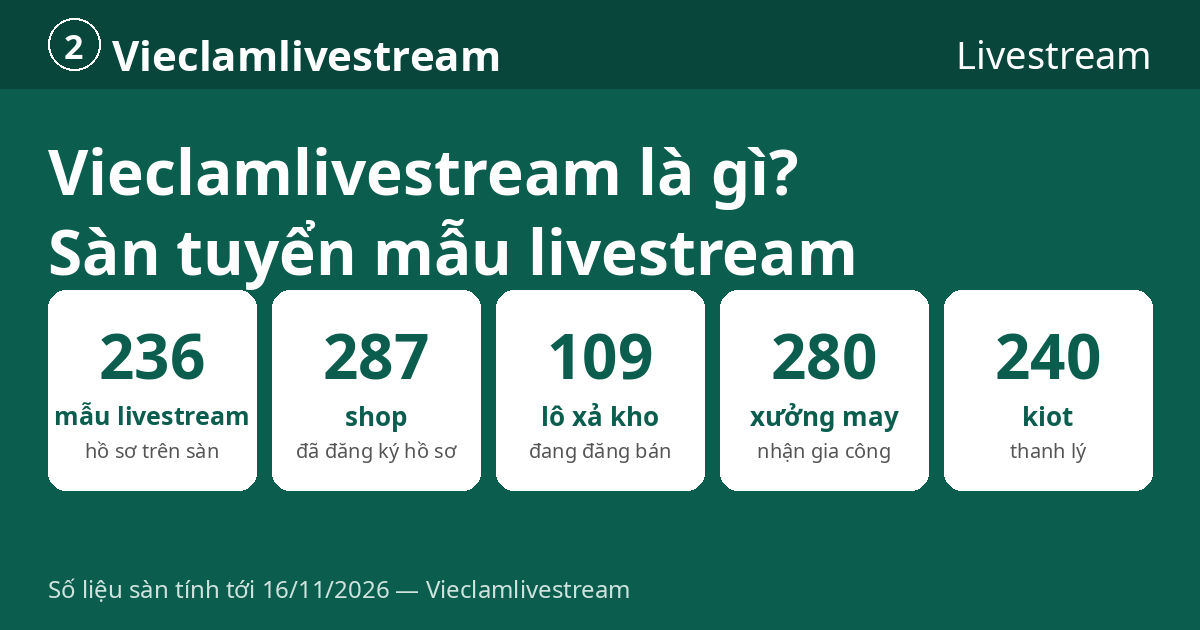 2 Vieclamlivestream
Livestream
Vieclamlivestream là gì?
Sàn tuyển mẫu livestream
236
mẫu livestream
hồ sơ trên sàn
287
shop
đã đăng ký hồ sơ
109
lô xả kho
đang đăng bán
280
xưởng may
nhận gia công
240
kiot
thanh lý
Số liệu sàn tính tới 16/11/2026 — Vieclamlivestream